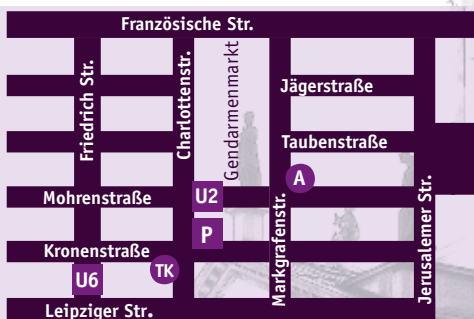 Französische Str.
Friedrich Str.
Charlottenstr.
Gendarmenmarkt
Jägerstraße
Taubenstraße
A
Mohrenstraße
U2
Markgrafenstr.
Jerusalemer Str.
P
Kronenstraße
TK
U6
Leipziger Str.